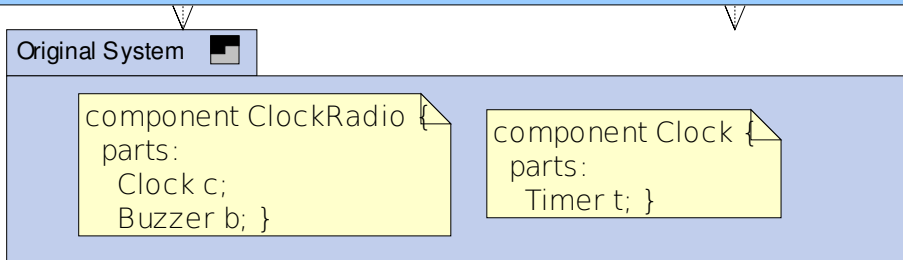 Original System
component ClockRadio {
parts:
Clock c;
Buzzer b; }
component Clock {
parts:
Timer t; }